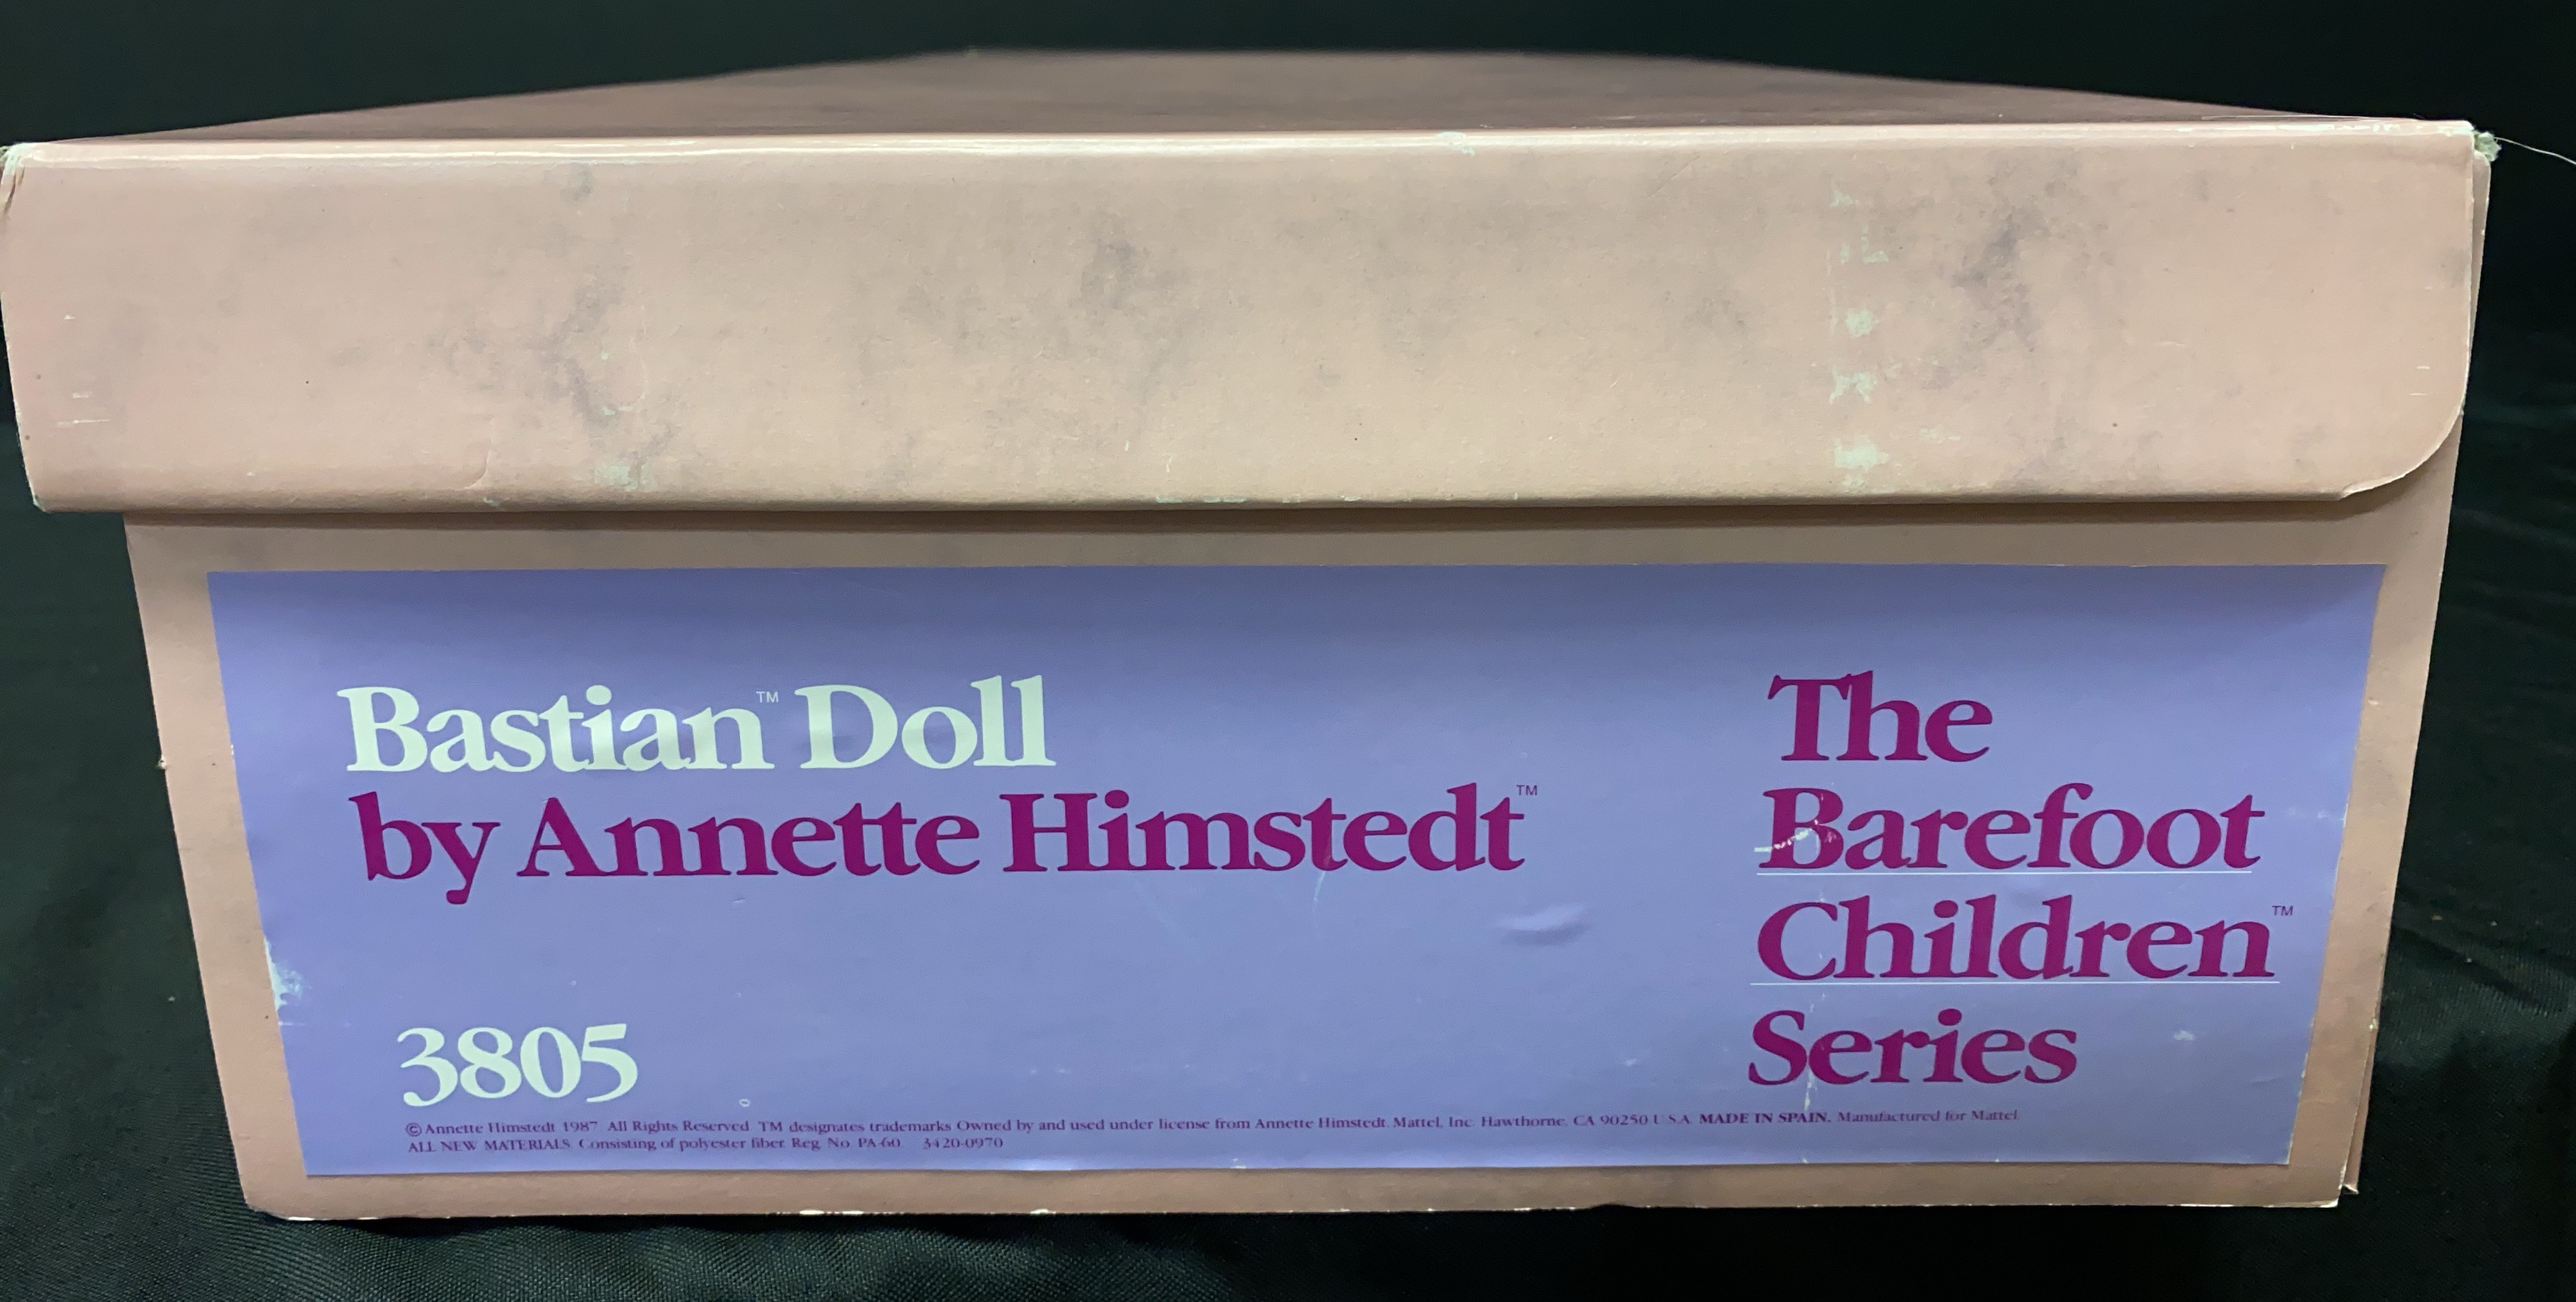 Bastian™ Doll
by Annette Himstedt™
3805
The
Barefoot
Children™
Series
© Annette Himstedt 1987 All Rights Reserved TM designates trademarks Owned by and used under license from Annette Himstedt. Mattel, Inc. Hawthorne, CA 90250 U.S.A. MADE IN SPAIN. Manufactured for Mattel
ALL NEW MATERIALS Consisting of polyester fiber. Reg. No. PA-60 3420-0970